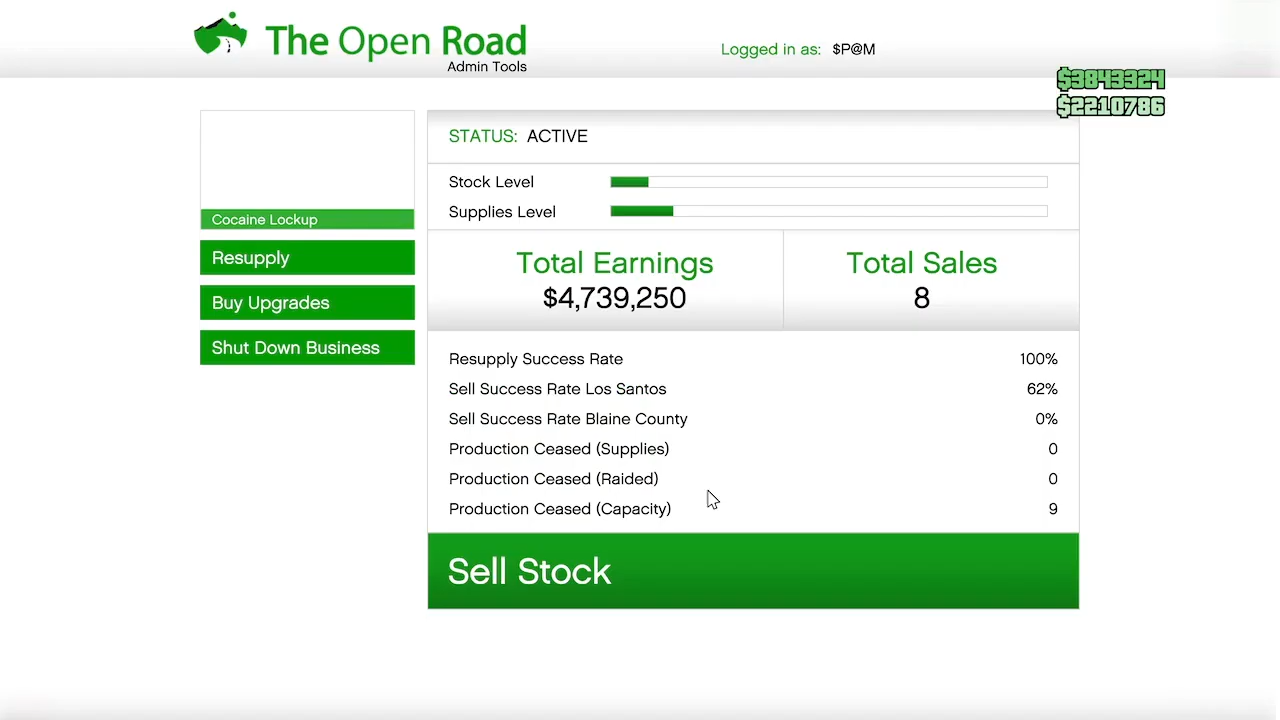 The Open Road
Admin Tools
Logged in as: $P@M
$3843324
$2210786
Cocaine Lockup
Resupply
Buy Upgrades
Shut Down Business
STATUS: ACTIVE
Stock Level
Supplies Level
Total Earnings
$4,739,250
Total Sales
8
Resupply Success Rate 100%
Sell Success Rate Los Santos 62%
Sell Success Rate Blaine County 0%
Production Ceased (Supplies) 0
Production Ceased (Raided) 0
Production Ceased (Capacity) 9
Sell Stock